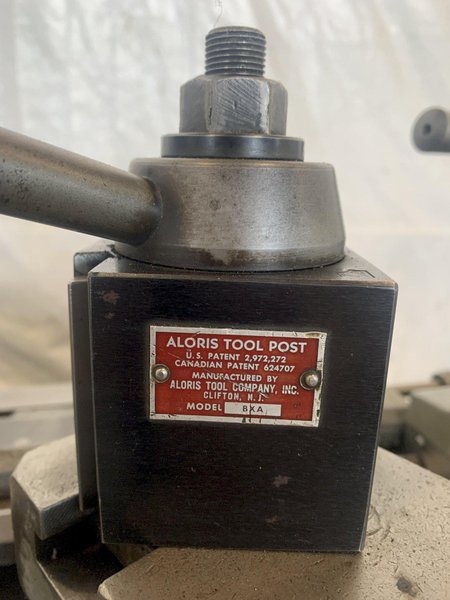 ALORIS TOOL POST
U.S. PATENT 2,972,272
CANADIAN PATENT 624707
MANUFACTURED BY
ALORIS TOOL COMPANY, INC.
CLIFTON, N.J.
MODEL BXA